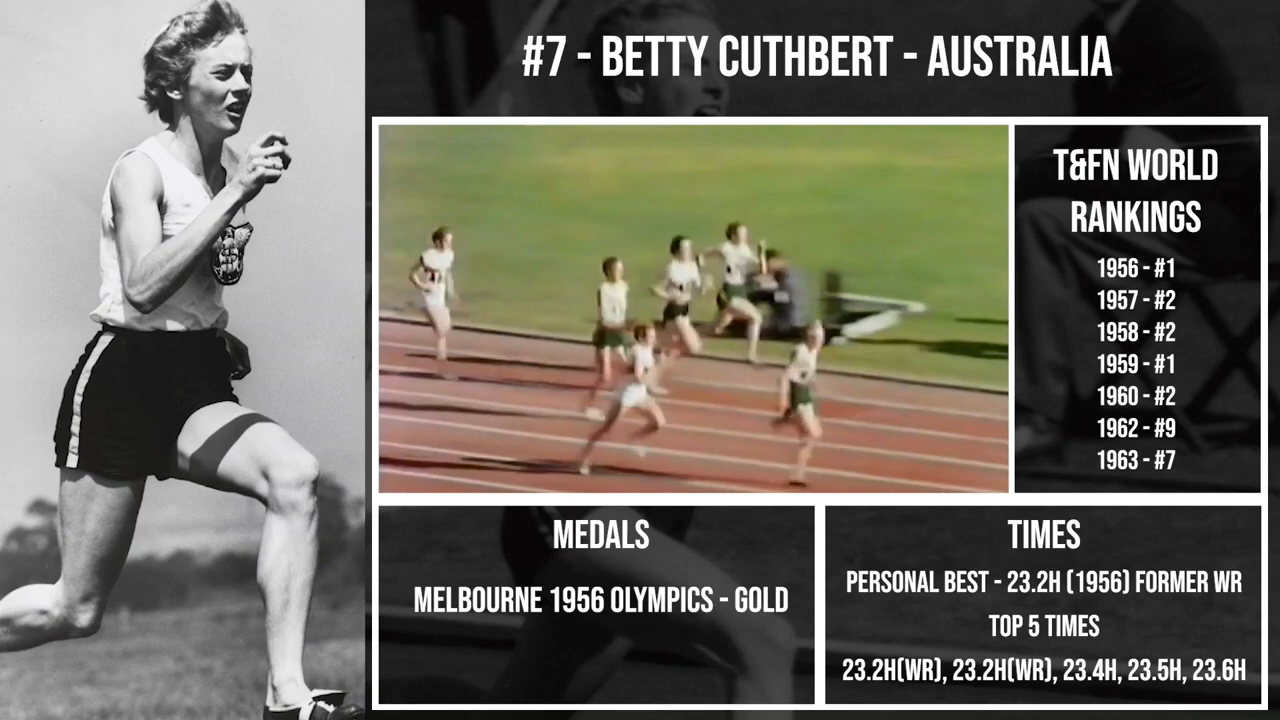 #7 - BETTY CUTHBERT - AUSTRALIA
T&FN WORLD
RANKINGS
1956 - #1
1957 - #2
1958 - #2
1959 - #1
1960 - #2
1962 - #9
1963 - #7
MEDALS
MELBOURNE 1956 OLYMPICS - GOLD
TIMES
PERSONAL BEST - 23.2H (1956) FORMER WR
TOP 5 TIMES
23.2H(WR), 23.2H(WR), 23.4H, 23.5H, 23.6H